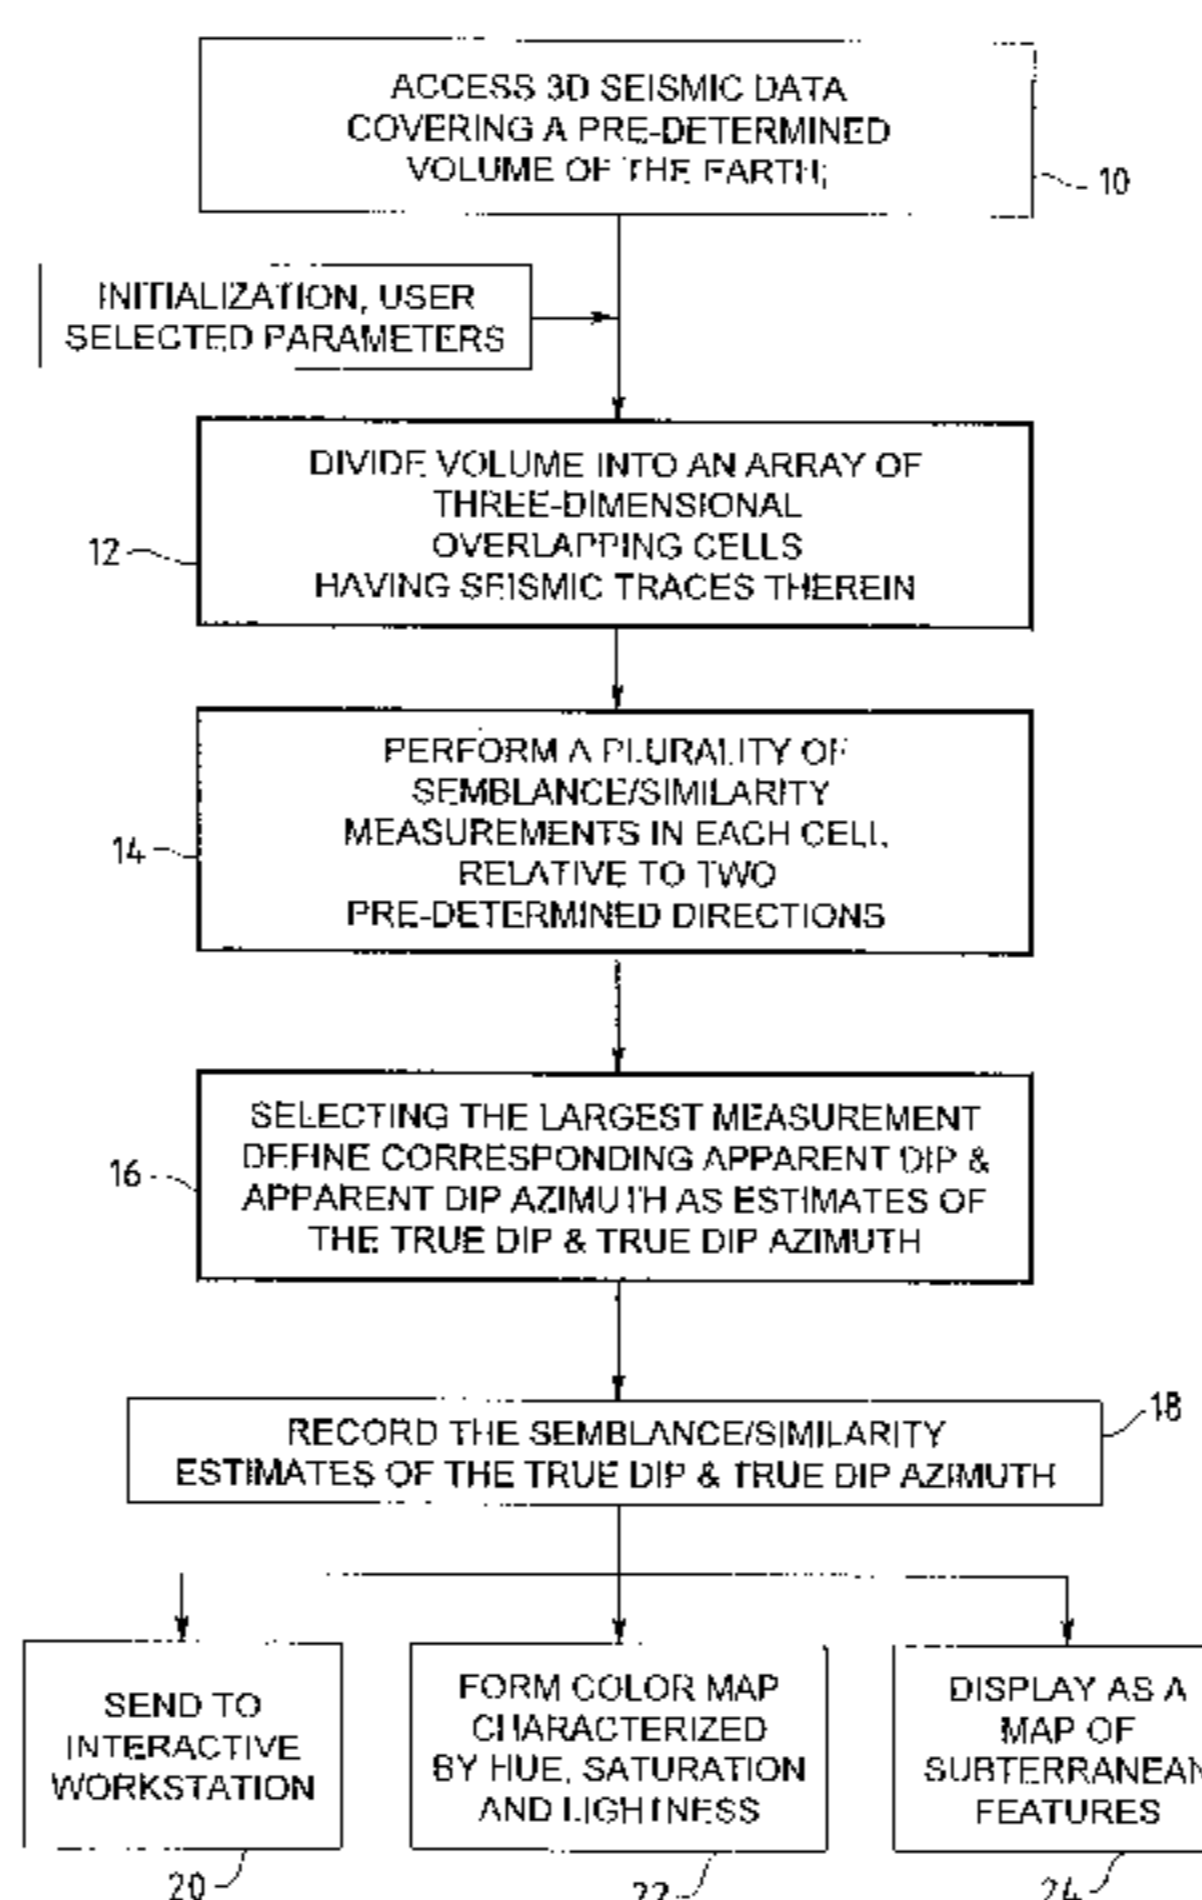 ACCESS 3D SEISMIC DATA
COVERING A PRE-DETERMINED
VOLUME OF THE EARTH;
10
INITIALIZATION, USER
SELECTED PARAMETERS
DIVIDE VOLUME INTO AN ARRAY OF
THREE-DIMENSIONAL
OVERLAPPING CELLS
HAVING SEISMIC TRACES THEREIN
12
PERFORM A PLURALITY OF
SEMBLANCE/SIMILARITY
MEASUREMENTS IN EACH CELL,
RELATIVE TO TWO
PRE-DETERMINED DIRECTIONS
14
SELECTING THE LARGEST MEASUREMENT
DEFINE CORRESPONDING APPARENT DIP &
APPARENT DIP AZIMUTH AS ESTIMATES OF
THE TRUE DIP & TRUE DIP AZIMUTH
16
18
RECORD THE SEMBLANCE/SIMILARITY
ESTIMATES OF THE TRUE DIP & TRUE DIP AZIMUTH
SEND TO
INTERACTIVE
WORKSTATION
20
FORM COLOR MAP
CHARACTERIZED
BY HUE, SATURATION
AND LIGHTNESS
22
DISPLAY AS A
MAP OF
SUBTERRANEAN
FEATURES
24